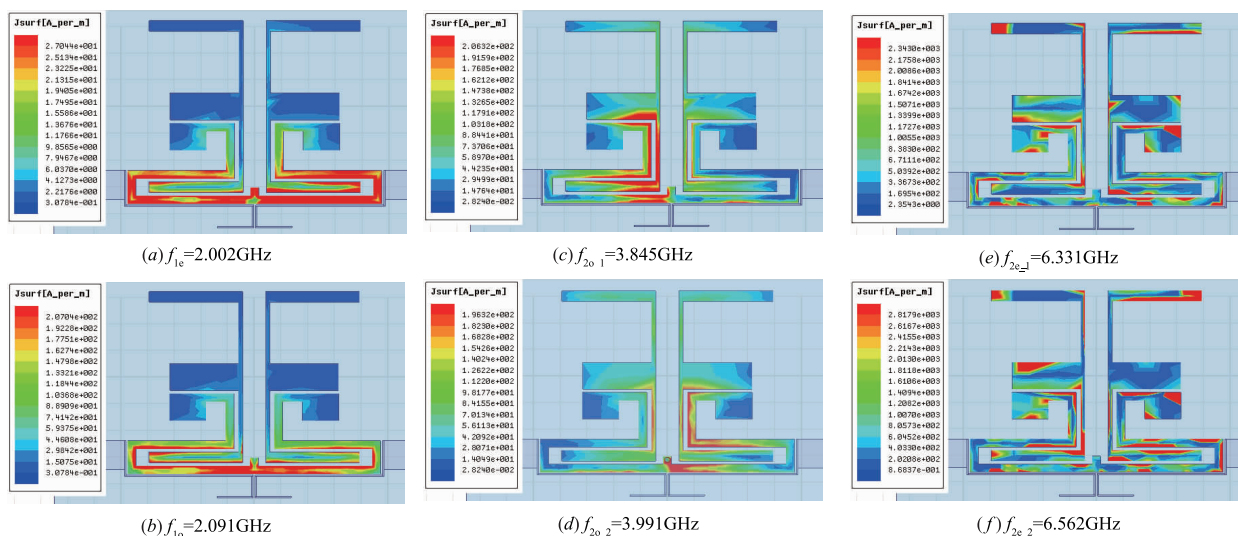 Jsurf[A_per_m]
2.7044e+001
2.5134e+001
2.3225e+001
2.1315e+001
1.9405e+001
1.7495e+001
1.5586e+001
1.3676e+001
1.1766e+001
9.8565e+000
7.9467e+000
6.0370e+000
4.1273e+000
2.2176e+000
3.0784e-001
(a) f1e=2.002GHz
Jsurf[A_per_m]
2.0632e+002
1.9159e+002
1.7685e+002
1.6212e+002
1.4738e+002
1.3265e+002
1.1791e+002
1.0318e+002
8.8441e+001
7.3706e+001
5.8970e+001
4.4235e+001
2.9499e+001
1.4764e+001
2.8240e-002
(c) f2o_1=3.845GHz
Jsurf[A_per_m]
2.3430e+003
2.1758e+003
2.0086e+003
1.8414e+003
1.6742e+003
1.5071e+003
1.3399e+003
1.1727e+003
1.0055e+003
8.3830e+002
6.7111e+002
5.0392e+002
3.3673e+002
1.6954e+002
2.3543e+000
(e) f2e_1=6.331GHz
Jsurf[A_per_m]
2.0704e+002
1.9228e+002
1.7751e+002
1.6274e+002
1.4798e+002
1.3321e+002
1.1844e+002
1.0368e+002
8.8909e+001
7.4142e+001
5.9375e+001
4.4608e+001
2.9842e+001
1.5075e+001
3.0784e-001
(b) f1o=2.091GHz
Jsurf[A_per_m]
1.9632e+002
1.8230e+002
1.6828e+002
1.5426e+002
1.4024e+002
1.2622e+002
1.1220e+002
9.8177e+001
8.4155e+001
7.0134e+001
5.6113e+001
4.2092e+001
2.8071e+001
1.4049e+001
2.8240e-002
(d) f2o_2=3.991GHz
Jsurf[A_per_m]
2.8179e+003
2.6167e+003
2.4155e+003
2.2143e+003
2.0130e+003
1.8118e+003
1.6106e+003
1.4094e+003
1.2082e+003
1.0070e+003
8.0573e+002
6.0452e+002
4.0330e+002
2.0208e+002
8.6837e-001
(f) f2e_2=6.562GHz